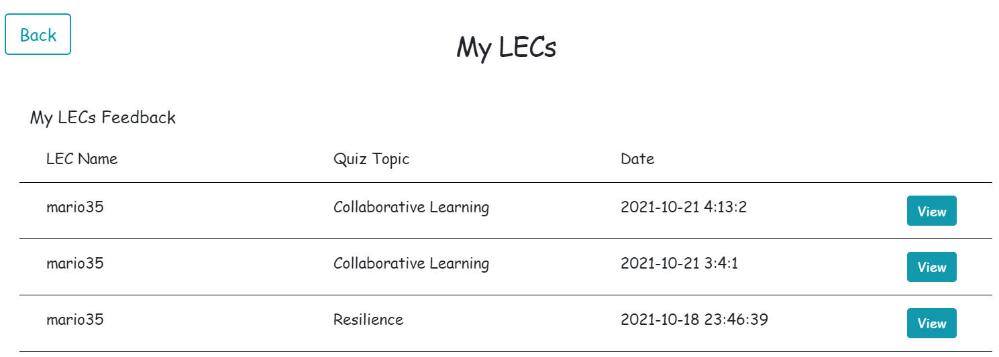 Back
My LECs
My LECs Feedback
LEC Name Quiz Topic Date
mario35 Collaborative Learning 2021-10-21 4:13:2 View
mario35 Collaborative Learning 2021-10-21 3:4:1 View
mario35 Resilience 2021-10-18 23:46:39 View